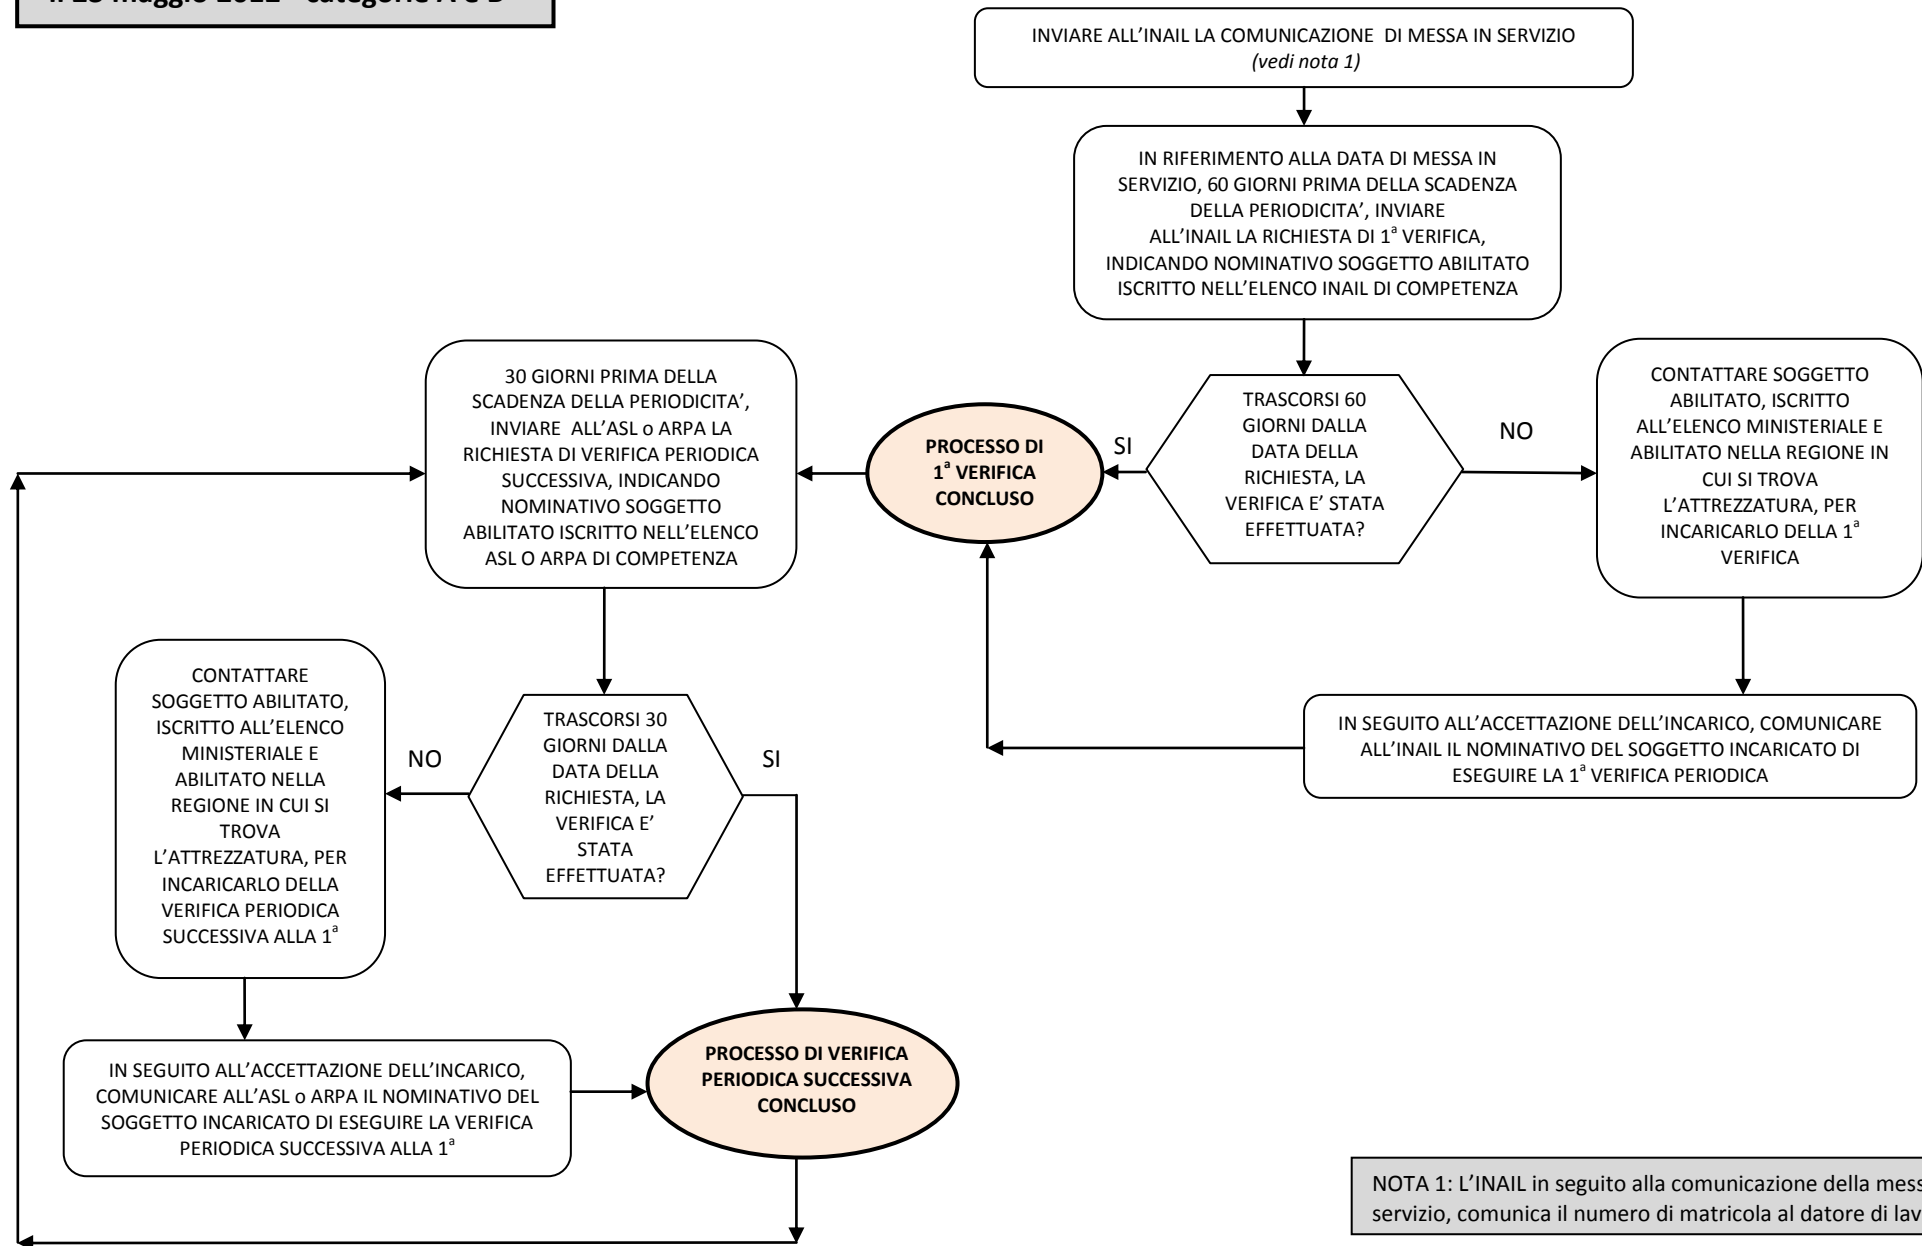 INVIARE ALL’INAIL LA COMUNICAZIONE DI MESSA IN SERVIZIO
(vedi nota 1)
IN RIFERIMENTO ALLA DATA DI MESSA IN
SERVIZIO, 60 GIORNI PRIMA DELLA SCADENZA
DELLA PERIODICITA’, INVIARE
ALL’INAIL LA RICHIESTA DI 1ª VERIFICA,
INDICANDO NOMINATIVO SOGGETTO ABILITATO
ISCRITTO NELL’ELENCO INAIL DI COMPETENZA
TRASCORSI 60
GIORNI DALLA
DATA DELLA
RICHIESTA, LA
VERIFICA E’ STATA
EFFETTUATA?
SI
NO
PROCESSO DI
1ª VERIFICA
CONCLUSO
CONTATTARE SOGGETTO
ABILITATO, ISCRITTO
ALL’ELENCO MINISTERIALE E
ABILITATO NELLA REGIONE IN
CUI SI TROVA
L’ATTREZZATURA, PER
INCARICARLO DELLA 1ª
VERIFICA
IN SEGUITO ALL’ACCETTAZIONE DELL’INCARICO, COMUNICARE
ALL’INAIL IL NOMINATIVO DEL SOGGETTO INCARICATO DI
ESEGUIRE LA 1ª VERIFICA PERIODICA
30 GIORNI PRIMA DELLA
SCADENZA DELLA PERIODICITA’,
INVIARE ALL’ASL o ARPA LA
RICHIESTA DI VERIFICA PERIODICA
SUCCESSIVA, INDICANDO
NOMINATIVO SOGGETTO
ABILITATO ISCRITTO NELL’ELENCO
ASL O ARPA DI COMPETENZA
TRASCORSI 30
GIORNI DALLA
DATA DELLA
RICHIESTA, LA
VERIFICA E’
STATA
EFFETTUATA?
NO
SI
CONTATTARE
SOGGETTO ABILITATO,
ISCRITTO ALL’ELENCO
MINISTERIALE E
ABILITATO NELLA
REGIONE IN CUI SI
TROVA
L’ATTREZZATURA, PER
INCARICARLO DELLA
VERIFICA PERIODICA
SUCCESSIVA ALLA 1ª
IN SEGUITO ALL’ACCETTAZIONE DELL’INCARICO,
COMUNICARE ALL’ASL o ARPA IL NOMINATIVO DEL
SOGGETTO INCARICATO DI ESEGUIRE LA VERIFICA
PERIODICA SUCCESSIVA ALLA 1ª
PROCESSO DI VERIFICA
PERIODICA SUCCESSIVA
CONCLUSO
NOTA 1: L’INAIL in seguito alla comunicazione della
servizio, comunica il numero di matricola al datore di